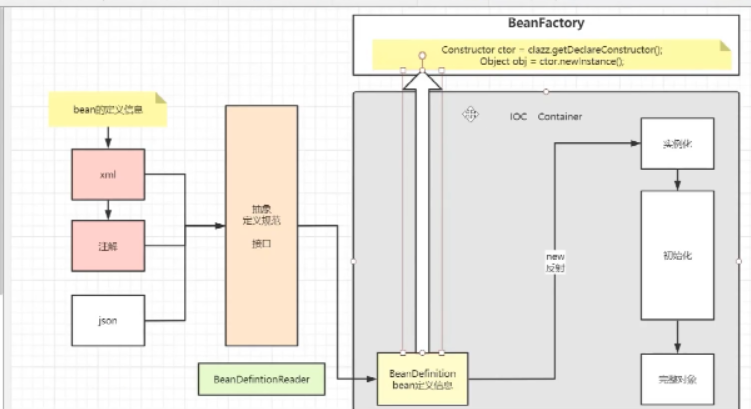 BeanFactory
Constructor ctor = clazz.getDeclareConstructor();
Object obj = ctor.newInstance();
bean的定义信息
xml
注解
json
抽象
定义规范
接口
BeanDefintionReader
IOC Container
new
反射
BeanDefinition
bean定义信息
实例化
初始化
完整对象